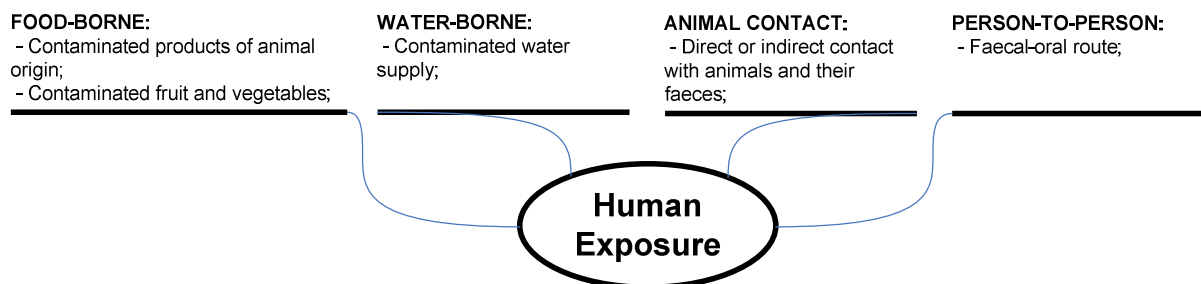 FOOD-BORNE:
- Contaminated products of animal
origin;
- Contaminated fruit and vegetables;
WATER-BORNE:
- Contaminated water
supply;
ANIMAL CONTACT:
- Direct or indirect contact
with animals and their
faeces;
PERSON-TO-PERSON:
- Faecal-oral route;
Human
Exposure